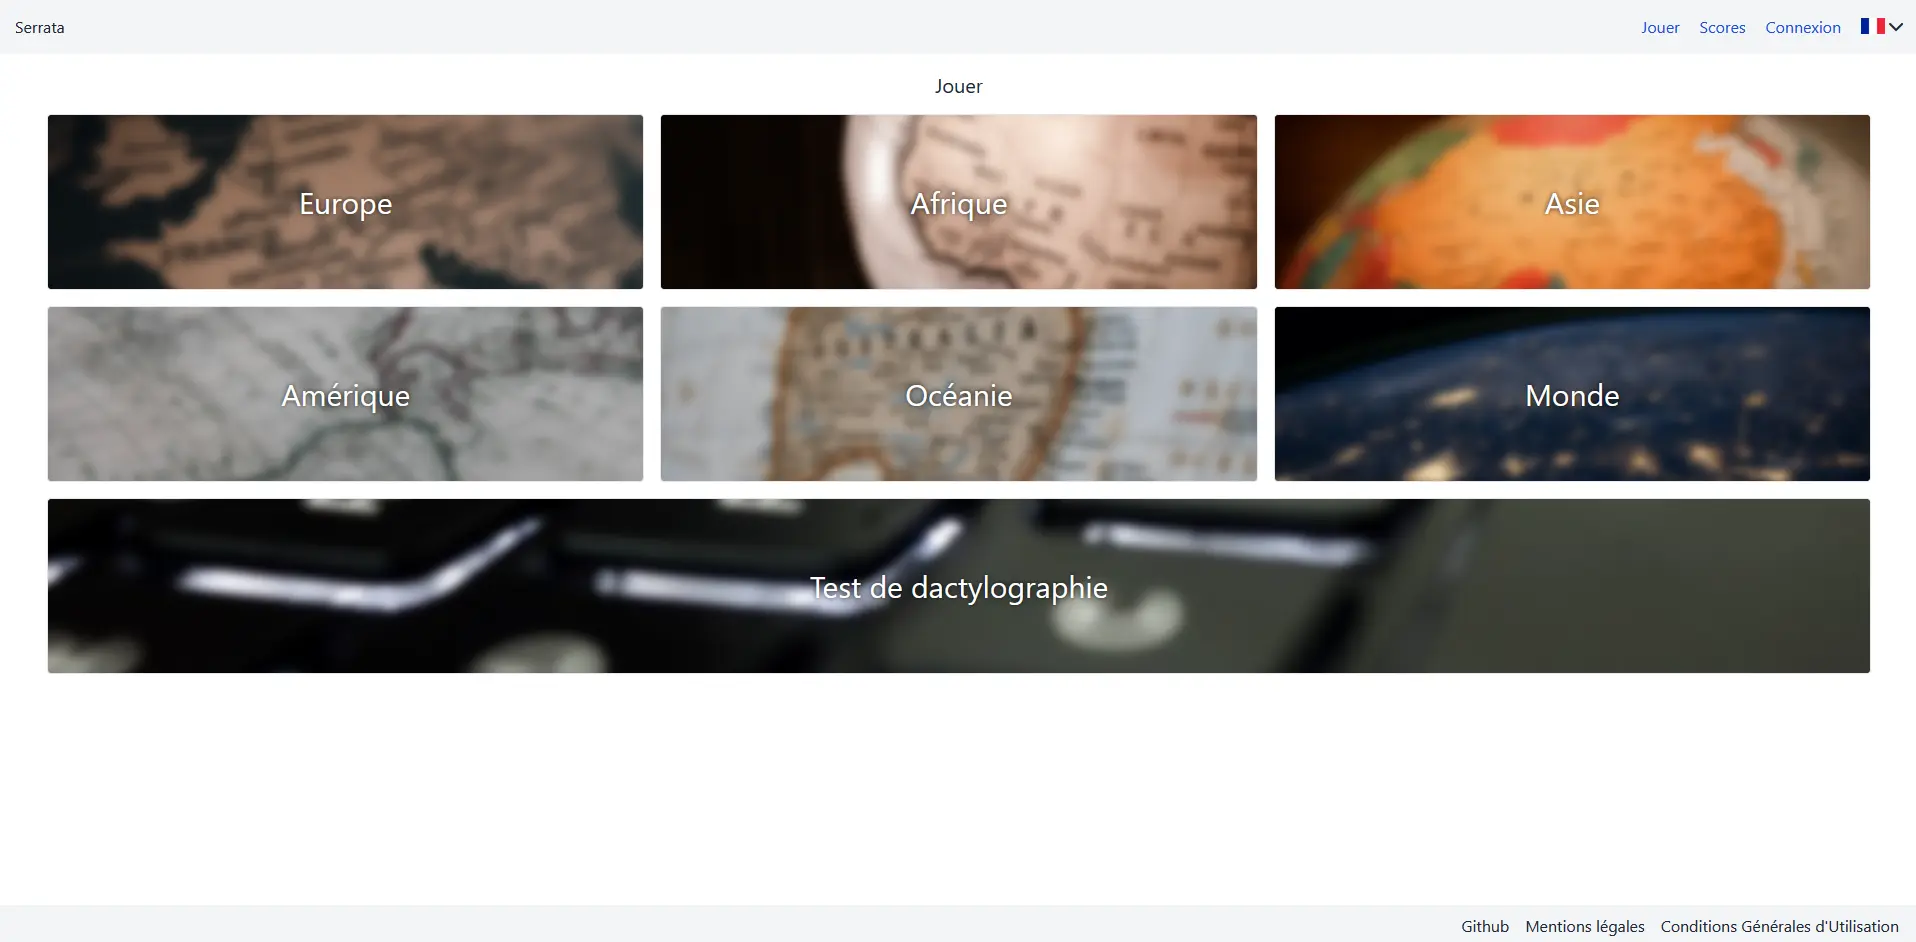 Serrata
Jouer Scores Connexion
Jouer
Europe
Afrique
Asie
Amérique
Océanie
Monde
Test de dactylographie
Github Mentions légales Conditions Générales d'Utilisation